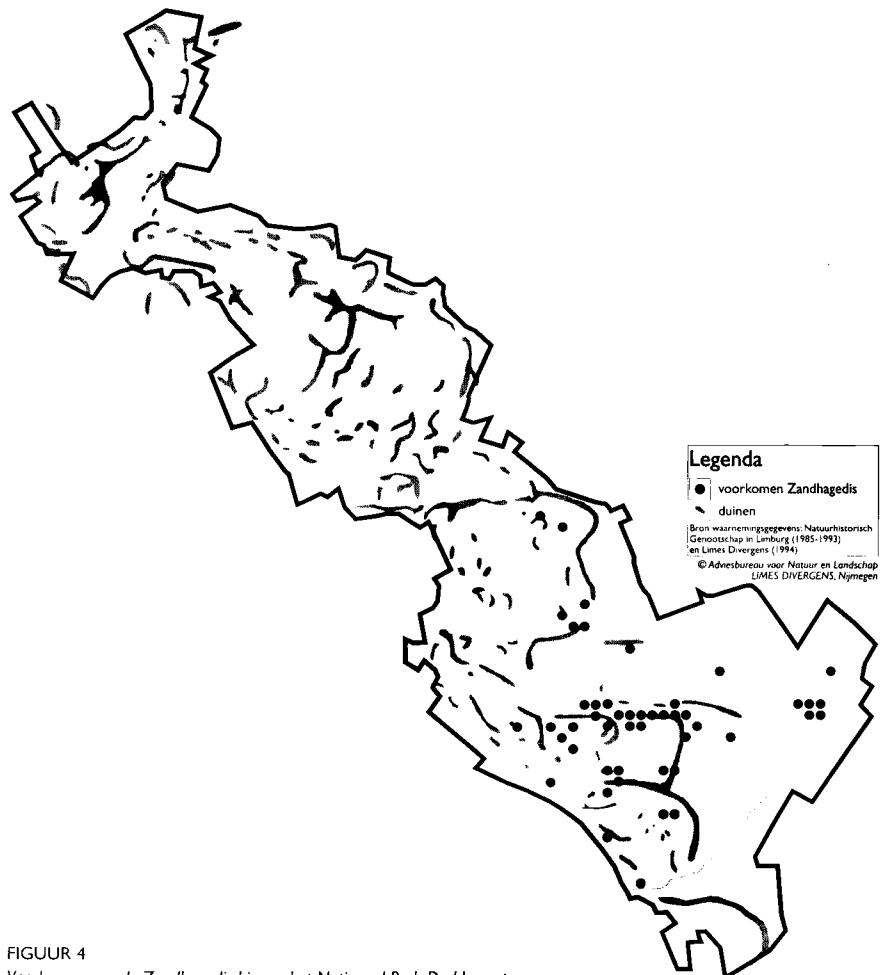 Legenda
voorkomen Zandhagedis
duinen
Bron waarnemingsgegevens: Natuurhistorisch
Genootschap in Limburg (1985-1993)
en Limes Divergens (1994)
© Adviesbureau voor Natuur en Landschap
LIMES DIVERGENS, Nijmegen
FIGUUR 4